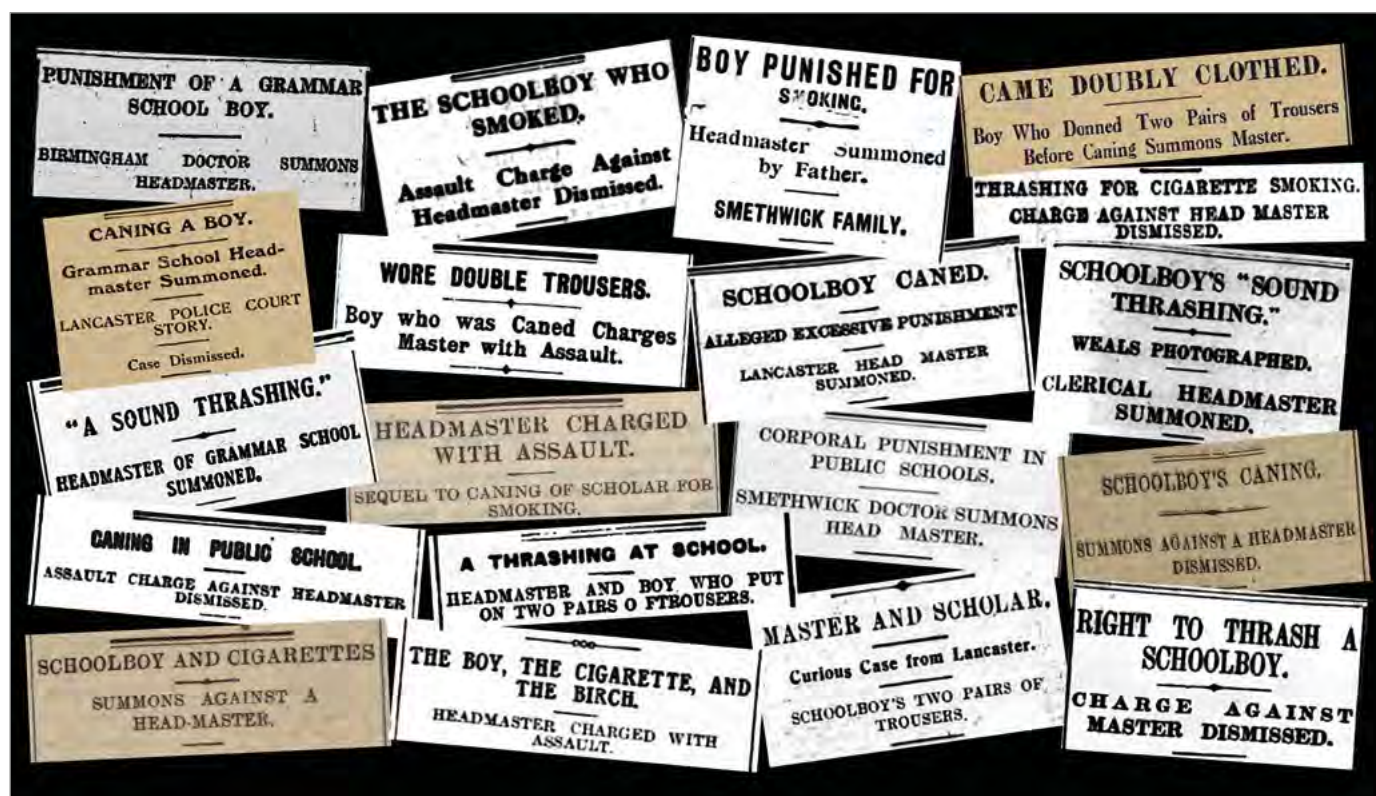 PUNISHMENT OF A GRAMMAR
SCHOOL BOY.
BIRMINGHAM DOCTOR SUMMONS
HEADMASTER.
THE SCHOOLBOY WHO
SMOKED.
Assault Charge Against
Headmaster Dismissed.
BOY PUNISHED FOR
SMOKING.
Headmaster Summoned
by Father.
SMETHWICK FAMILY.
CAME DOUBLY CLOTHED.
Boy Who Donned Two Pairs of Trousers
Before Caning Summons Master.
THRASHING FOR CIGARETTE SMOKING.
CHARGE AGAINST HEAD MASTER
DISMISSED.
CANING A BOY.
Grammar School Head-
master Summoned.
LANCASTER POLICE COURT
STORY.
Case Dismissed.
WORE DOUBLE TROUSERS.
Boy who was Caned Charges
Master with Assault.
SCHOOLBOY CANED.
ALLEGED EXCESSIVE PUNISHMENT
LANCASTER HEAD MASTER
SUMMONED.
SCHOOLBOY'S "SOUND
THRASHING."
WEALS PHOTOGRAPHED.
CLERICAL HEADMASTER
SUMMONED.
"A SOUND THRASHING."
HEADMASTER OF GRAMMAR SCHOOL
SUMMONED.
HEADMASTER CHARGED
WITH ASSAULT.
SEQUEL TO CANING OF SCHOLAR FOR
SMOKING.
CORPORAL PUNISHMENT IN
PUBLIC SCHOOLS.
SMETHWICK DOCTOR SUMMONS
HEAD MASTER.
SCHOOLBOY'S CANING.
SUMMONS AGAINST A HEADMASTER
DISMISSED.
CANING IN PUBLIC SCHOOL.
ASSAULT CHARGE AGAINST HEADMASTER
DISMISSED.
A THRASHING AT SCHOOL.
HEADMASTER AND BOY WHO PUT
ON TWO PAIRS O FTROUSERS.
MASTER AND SCHOLAR.
Curious Case from Lancaster.
SCHOOLBOY'S TWO PAIRS OF
TROUSERS.
RIGHT TO THRASH A
SCHOOLBOY.
CHARGE AGAINST
MASTER DISMISSED.
SCHOOLBOY AND CIGARETTES
SUMMONS AGAINST A
HEAD-MASTER.
THE BOY, THE CIGARETTE, AND
THE BIRCH.
HEADMASTER CHARGED WITH
ASSAULT.